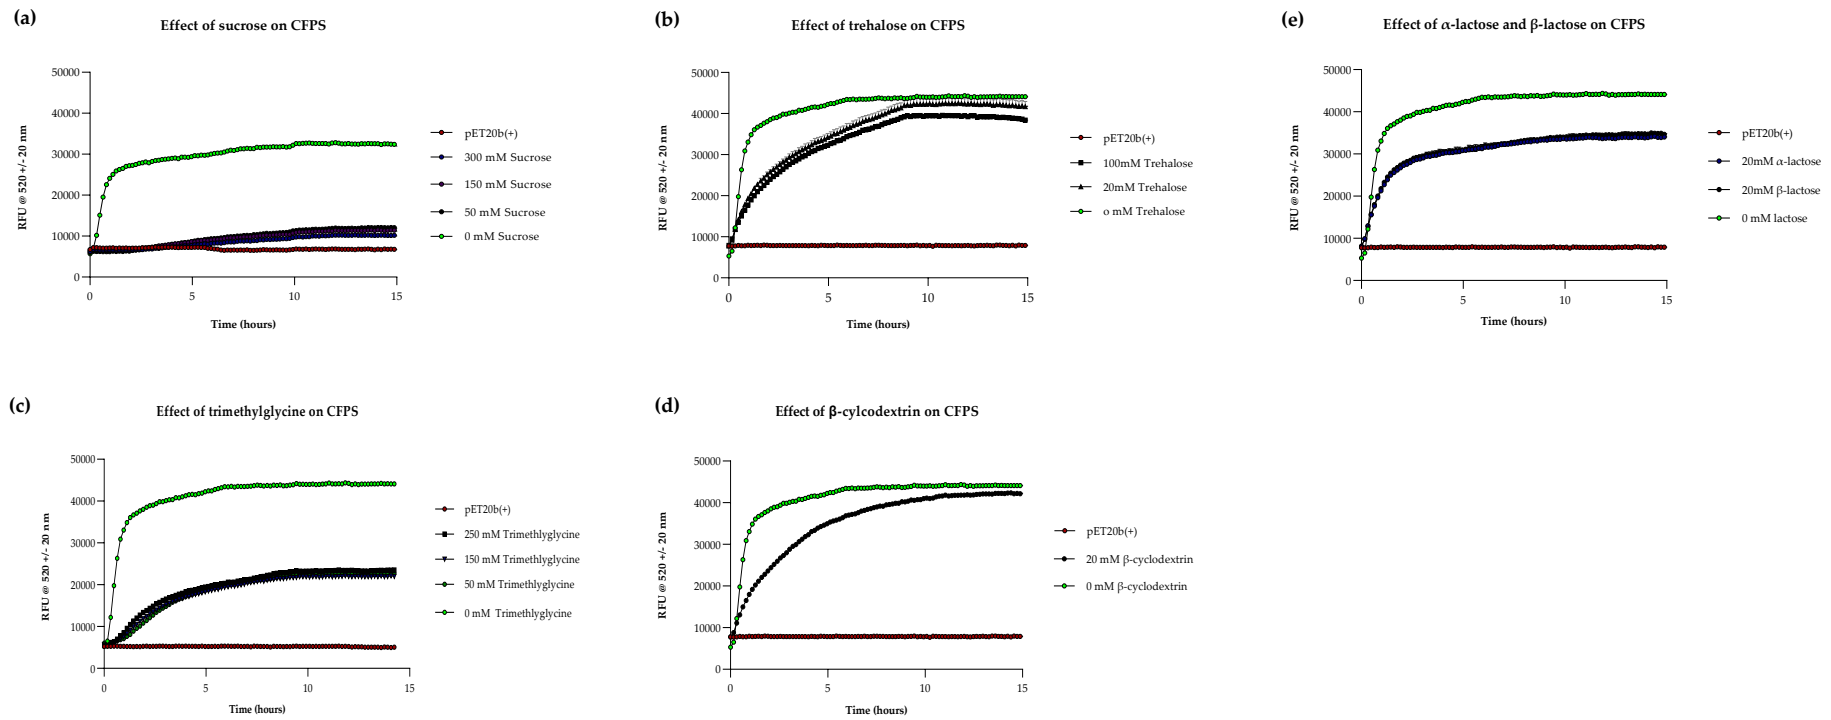 (a)
Effect of sucrose on CFPS
RFU @ 520 +/- 20 nm
50000
40000
30000
20000
10000
0
0 5 10 15
Time (hours)
pET20b(+)
300 mM Sucrose
150 mM Sucrose
50 mM Sucrose
0 mM Sucrose
(b)
Effect of trehalose on CFPS
RFU @ 520 +/- 20 nm
50000
40000
30000
20000
10000
0
0 5 10 15
Time (hours)
pET20b(+)
100mM Trehalose
20mM Trehalose
o mM Trehalose
(e)
Effect of α-lactose and β-lactose on CFPS
RFU @ 520 +/- 20 nm
50000
40000
30000
20000
10000
0
0 5 10 15
Time (hours)
pET20b(+)
20mM α-lactose
20mM β-lactose
0 mM lactose
(c)
Effect of trimethylglycine on CFPS
RFU @ 520 +/- 20 nm
50000
40000
30000
20000
10000
0
0 5 10 15
Time (hours)
pET20b(+)
250 mM Trimethlyglycine
150 mM Trimethlyglycine
50 mM Trimethlyglycine
0 mM Trimethlyglycine
(d)
Effect of β-cylcodextrin on CFPS
RFU @ 520 +/- 20 nm
50000
40000
30000
20000
10000
0
0 5 10 15
Time (hours)
pET20b(+)
20 mM β-cyclodextrin
0 mM β-cyclodextrin